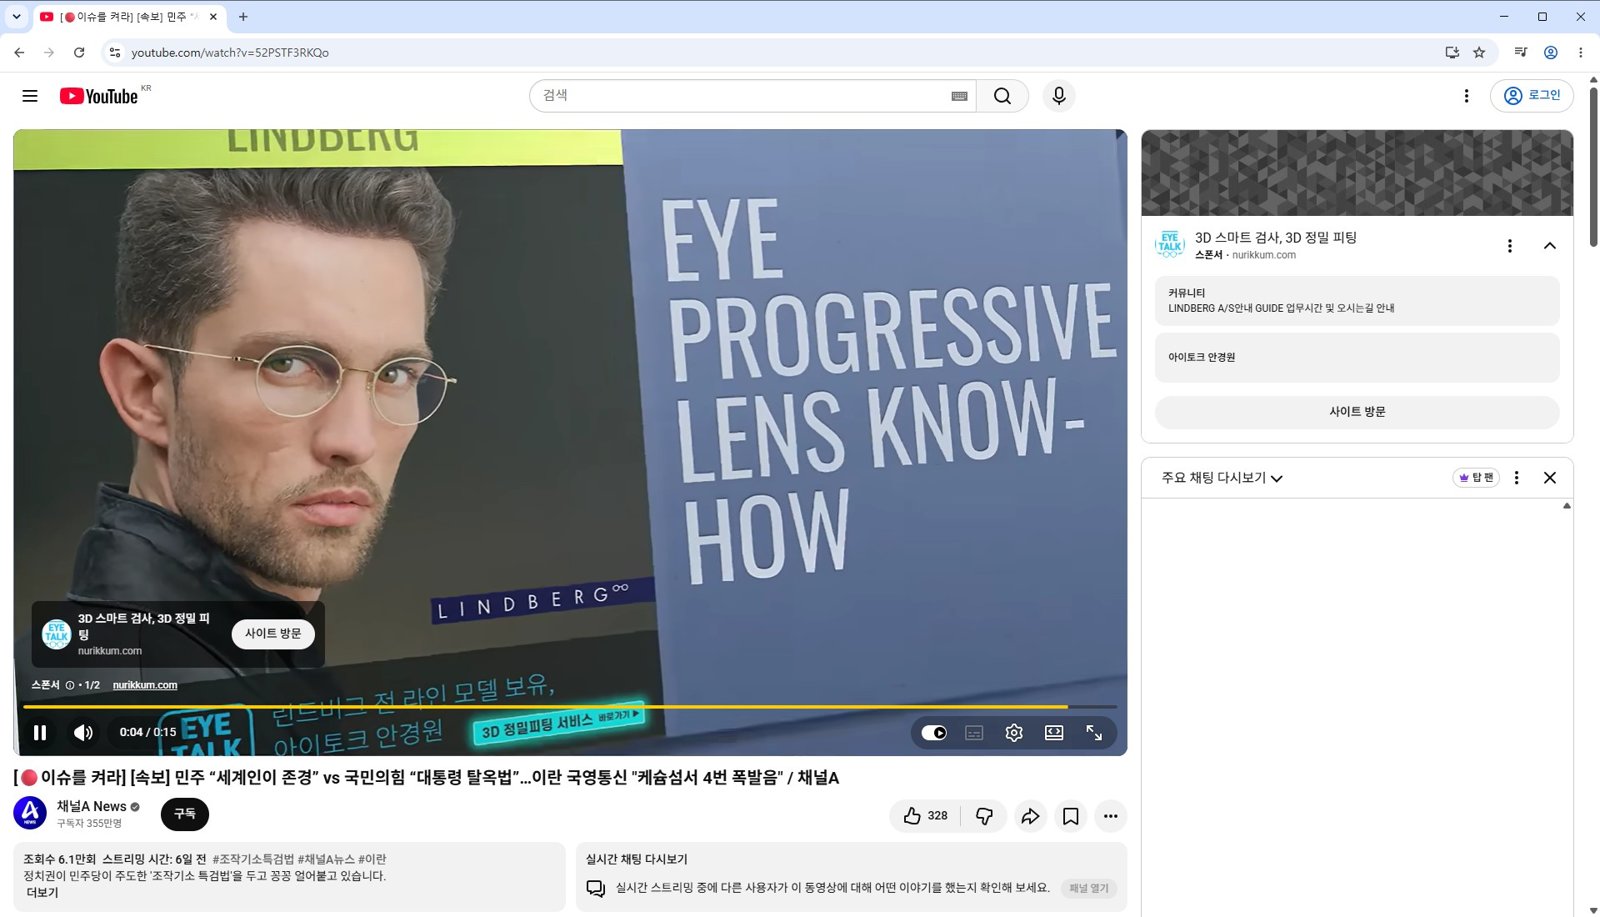 [🔴이슈를 켜라] [속보] 민주 “
youtube.com/watch?v=52PSTF3RKQo
YouTube KR
검색
로그인
LINDBERG
EYE
PROGRESSIVE
LENS KNOW-
HOW
LINDBERG
3D 스마트 검사, 3D 정밀 피
팅
nurikkum.com
사이트 방문
EYE
TALK
스폰서 • 1/2 nurikkum.com
린드버그 전 라인 모델 보유,
아이토크 안경원
EYE
TALK
3D 정밀피팅 서비스 바로가기
0:04 / 0:15
[🔴이슈를 켜라] [속보] 민주 “세계인이 존경” vs 국민의힘 “대통령 탈옥법”…이란 국영통신 "케슘섬서 4번 폭발음" / 채널A
채널A News
구독자 355만명
구독
328
조회수 6.1만회 스트리밍 시간: 6일 전 #조작기소특검법 #채널A뉴스 #이란
정치권이 민주당이 주도한 '조작기소 특검법'을 두고 꽁꽁 얼어붙고 있습니다.
더보기
실시간 채팅 다시보기
실시간 스트리밍 중에 다른 사용자가 이 동영상에 대해 어떤 이야기를 했는지 확인해 보세요.
패널 열기
EYE
TALK
3D 스마트 검사, 3D 정밀 피팅
스폰서 · nurikkum.com
커뮤니티
LINDBERG A/S안내 GUIDE 업무시간 및 오시는길 안내
아이토크 안경원
사이트 방문
주요 채팅 다시보기
탑 팬